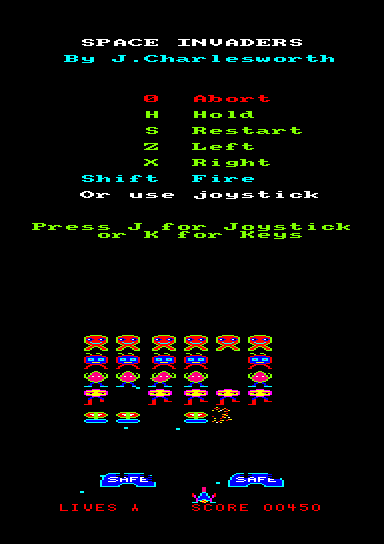 SPACE INVADERS
By J.Charlesworth
0 Abort
H Hold
S Restart
Z Left
X Right
Shift Fire
Or use joystick
Press J for Joystick
or K for Keys
SAFE SAFE
LIVES SCORE 00450